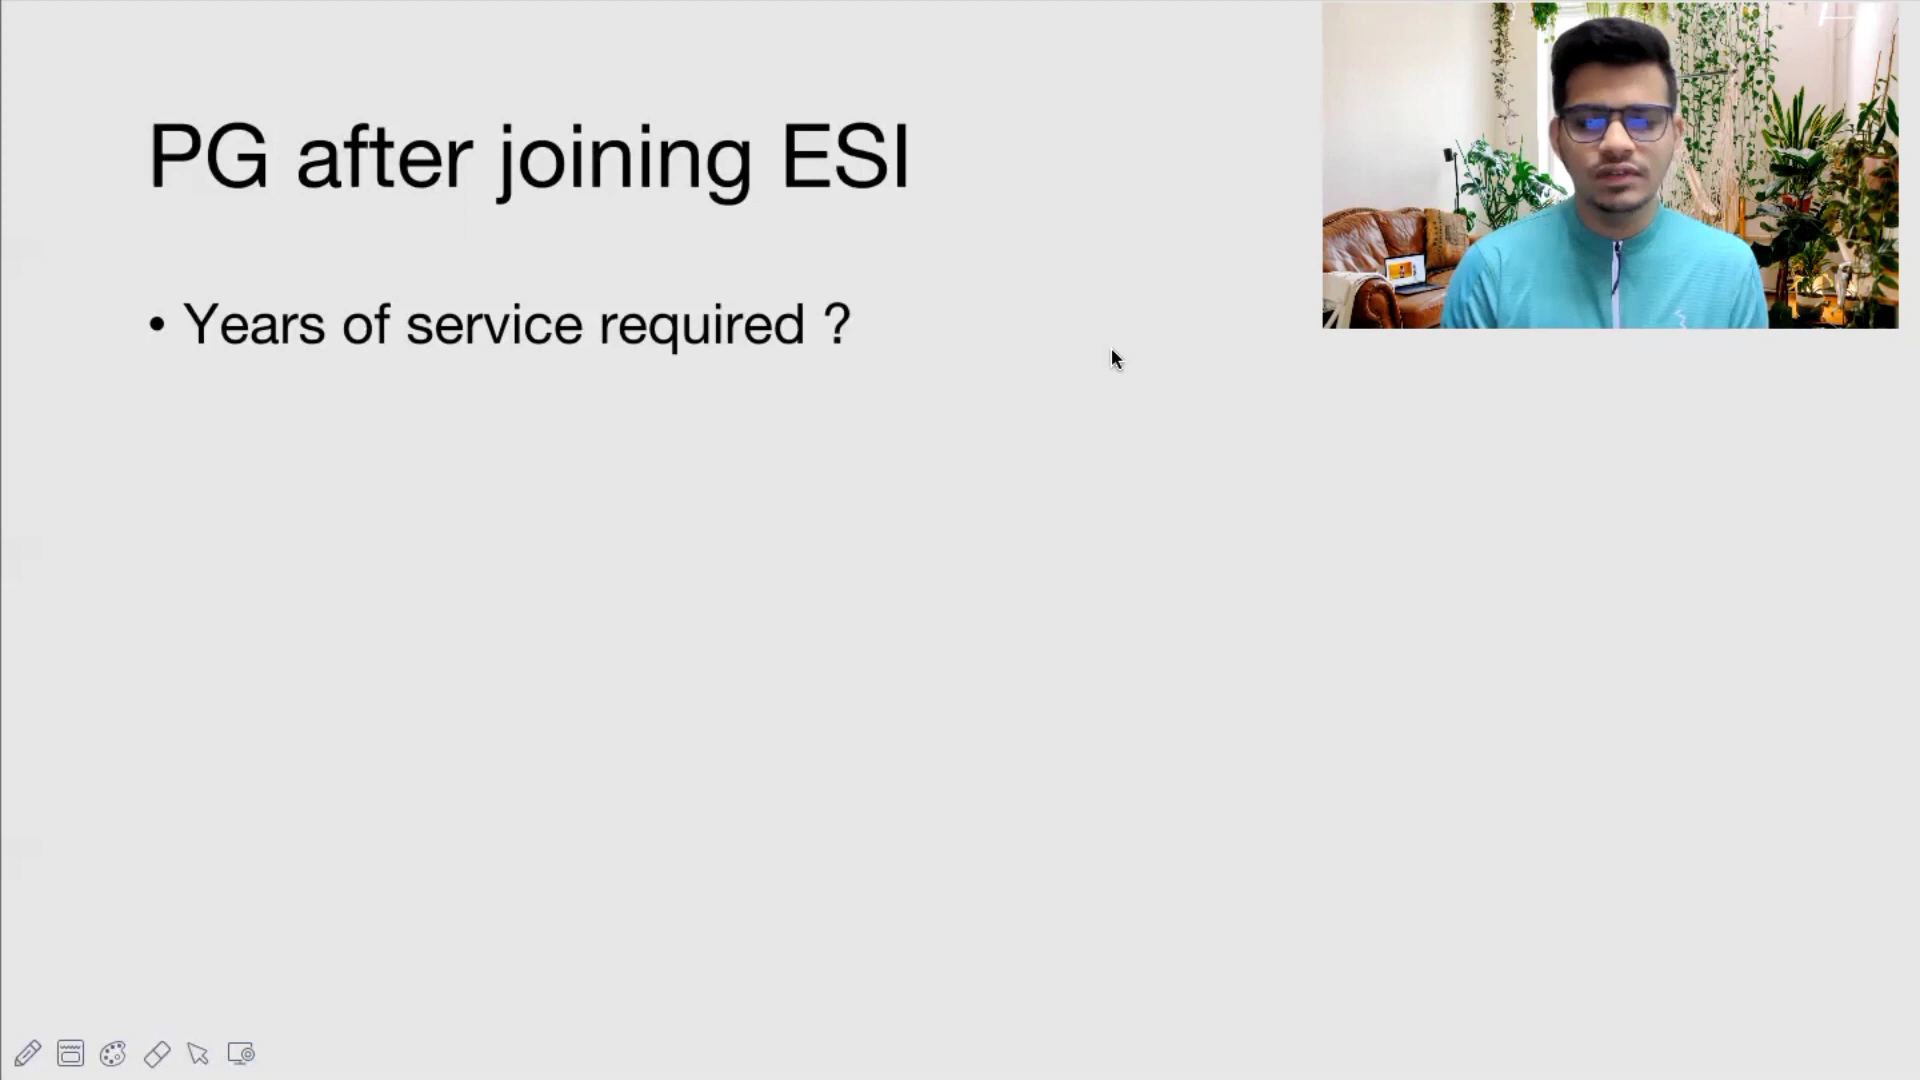 PG after joining ESI
• Years of service required ?